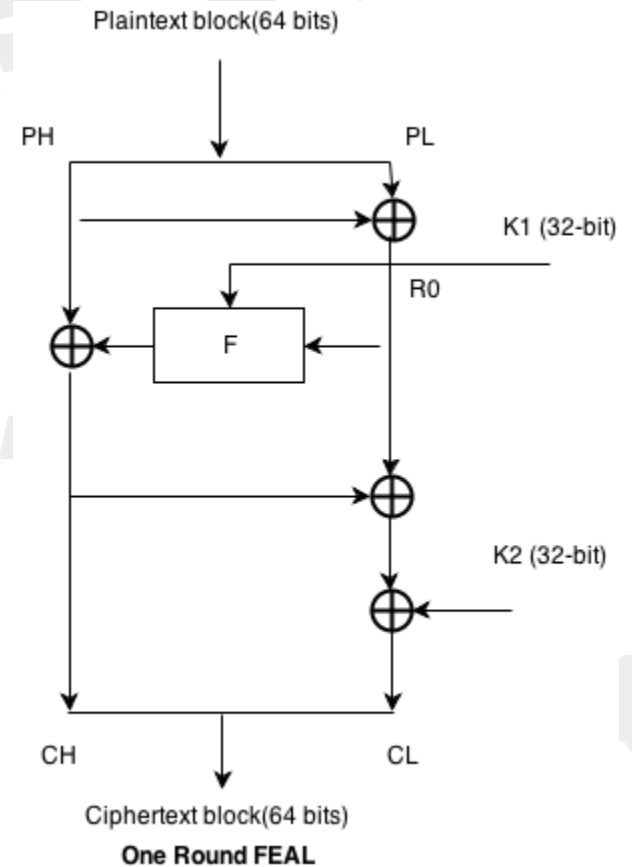 Plaintext block(64 bits)
PH
PL
K1 (32-bit)
R0
F
K2 (32-bit)
CH
CL
Ciphertext block(64 bits)
One Round FEAL